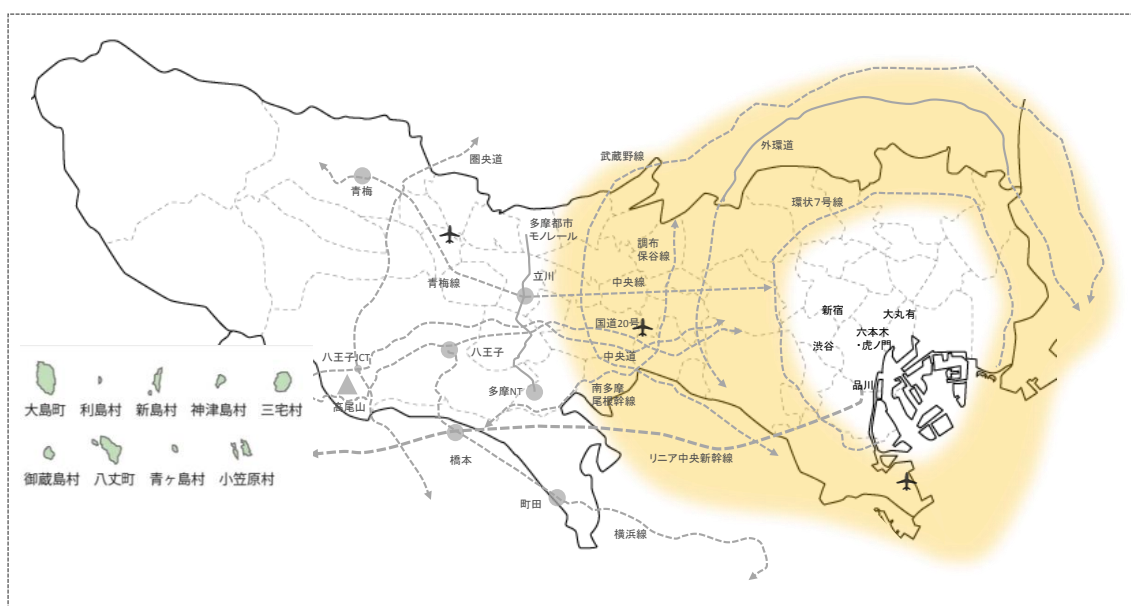 圏央道
武蔵野線
外環道
青梅
環状7号線
多摩都市
モノレール
調布
保谷線
立川
青梅線
中央線
新宿
大丸有
国道20号
六本木
・虎ノ門
渋谷
八王子JCT
八王子
中央道
品川
多摩NT
南多摩
尾根幹線
高尾山
橋本
リニア中央新幹線
町田
横浜線
大島町
利島村
新島村
神津島村
三宅村
御蔵島村
八丈町
青ヶ島村
小笠原村